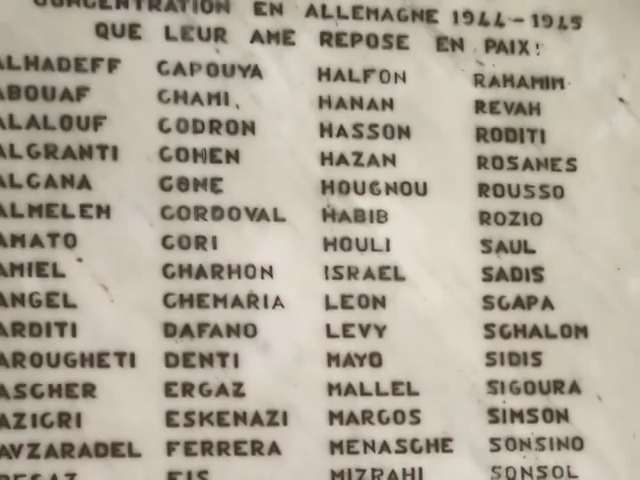 CONCENTRATION EN ALLEMAGNE 1944-1945
QUE LEUR AME REPOSE EN PAIX!
ALHADEFF CAPOUYA HALFON RAHAMIM
ABOUAF CHAMI, HANAN REVAH
ALALOUF CODRON HASSON RODITI
ALGRANTI COHEN HAZAN ROSANES
ALCANA CONE HOUGNOU ROUSSO
ALMELEH CORDOVAL HABIB ROZIO
AMATO CORI HOULI SAUL
AMIEL CHARHON ISRAEL SADIS
ANGEL CHEMARIA LEON SCAPA
ARDITI DAFANO LEVY SCHALOM
AROUGHETI DENTI MAYO SIDIS
ASCHER ERGAZ MALLEL SIGOURA
AZICRI ESKENAZI MARCOS SIMSON
AVZARADEL FERRERA MENASCHE SONSINO
FIS MIZRAHI SONSOL